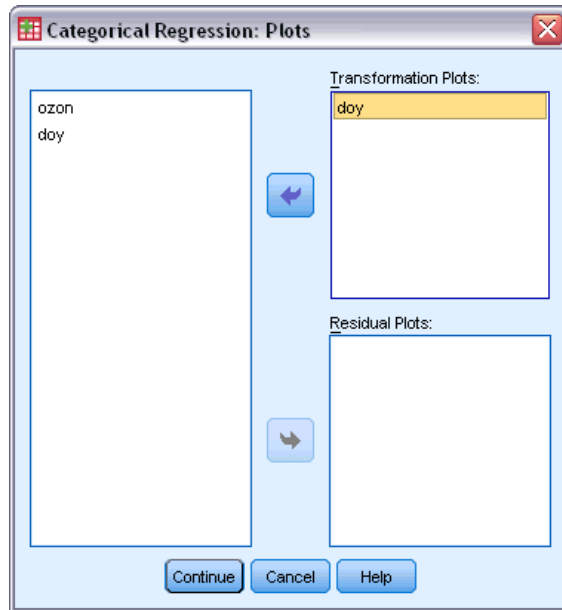 Categorical Regression: Plots
ozon
doy
Transformation Plots:
doy
Residual Plots:
Continue
Cancel
Help